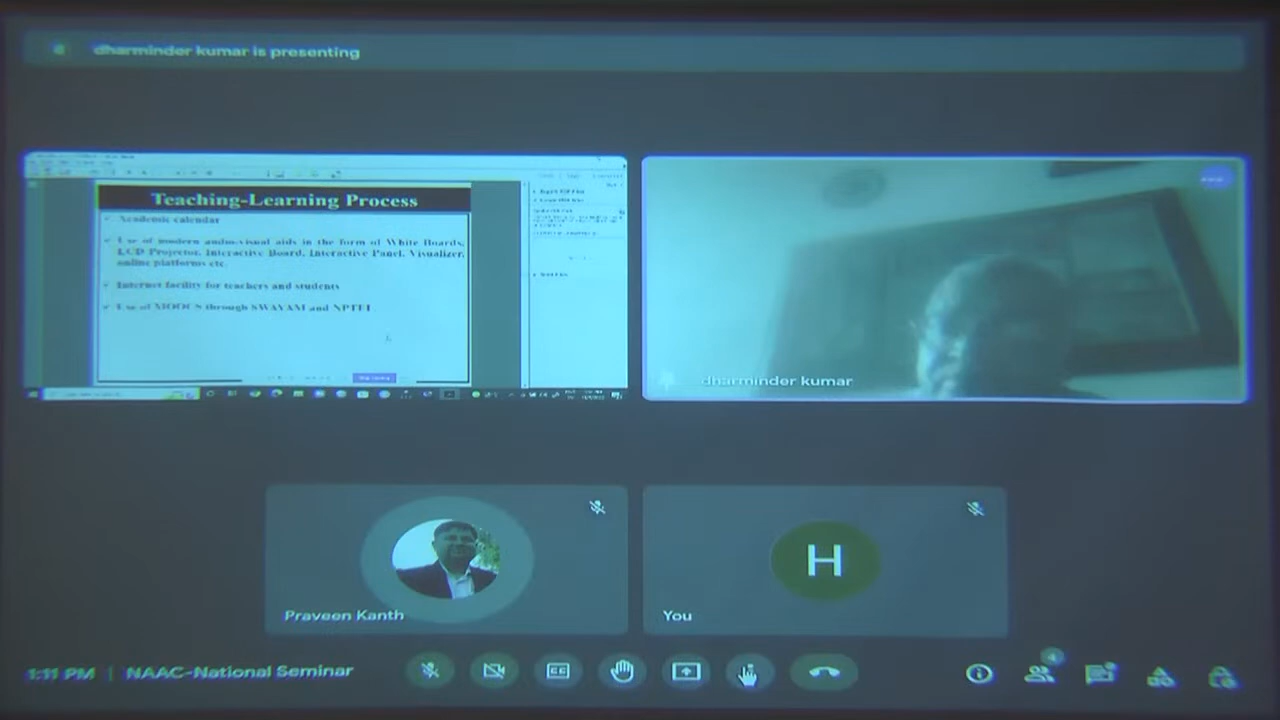 dharminder kumar is presenting
Teaching-Learning Process
Academic calendar
Use of modern audio-visual aids in the form of White Boards,
LCD Projector, Interactive Board, Interactive Panel, Visualizer,
online platforms etc.
Internet facility for teachers and students
Use of MOOCS through SWAYAM and NPTEL
dharminder kumar
Praveen Kanth
H
You
1:11 PM | NAAC-National Seminar